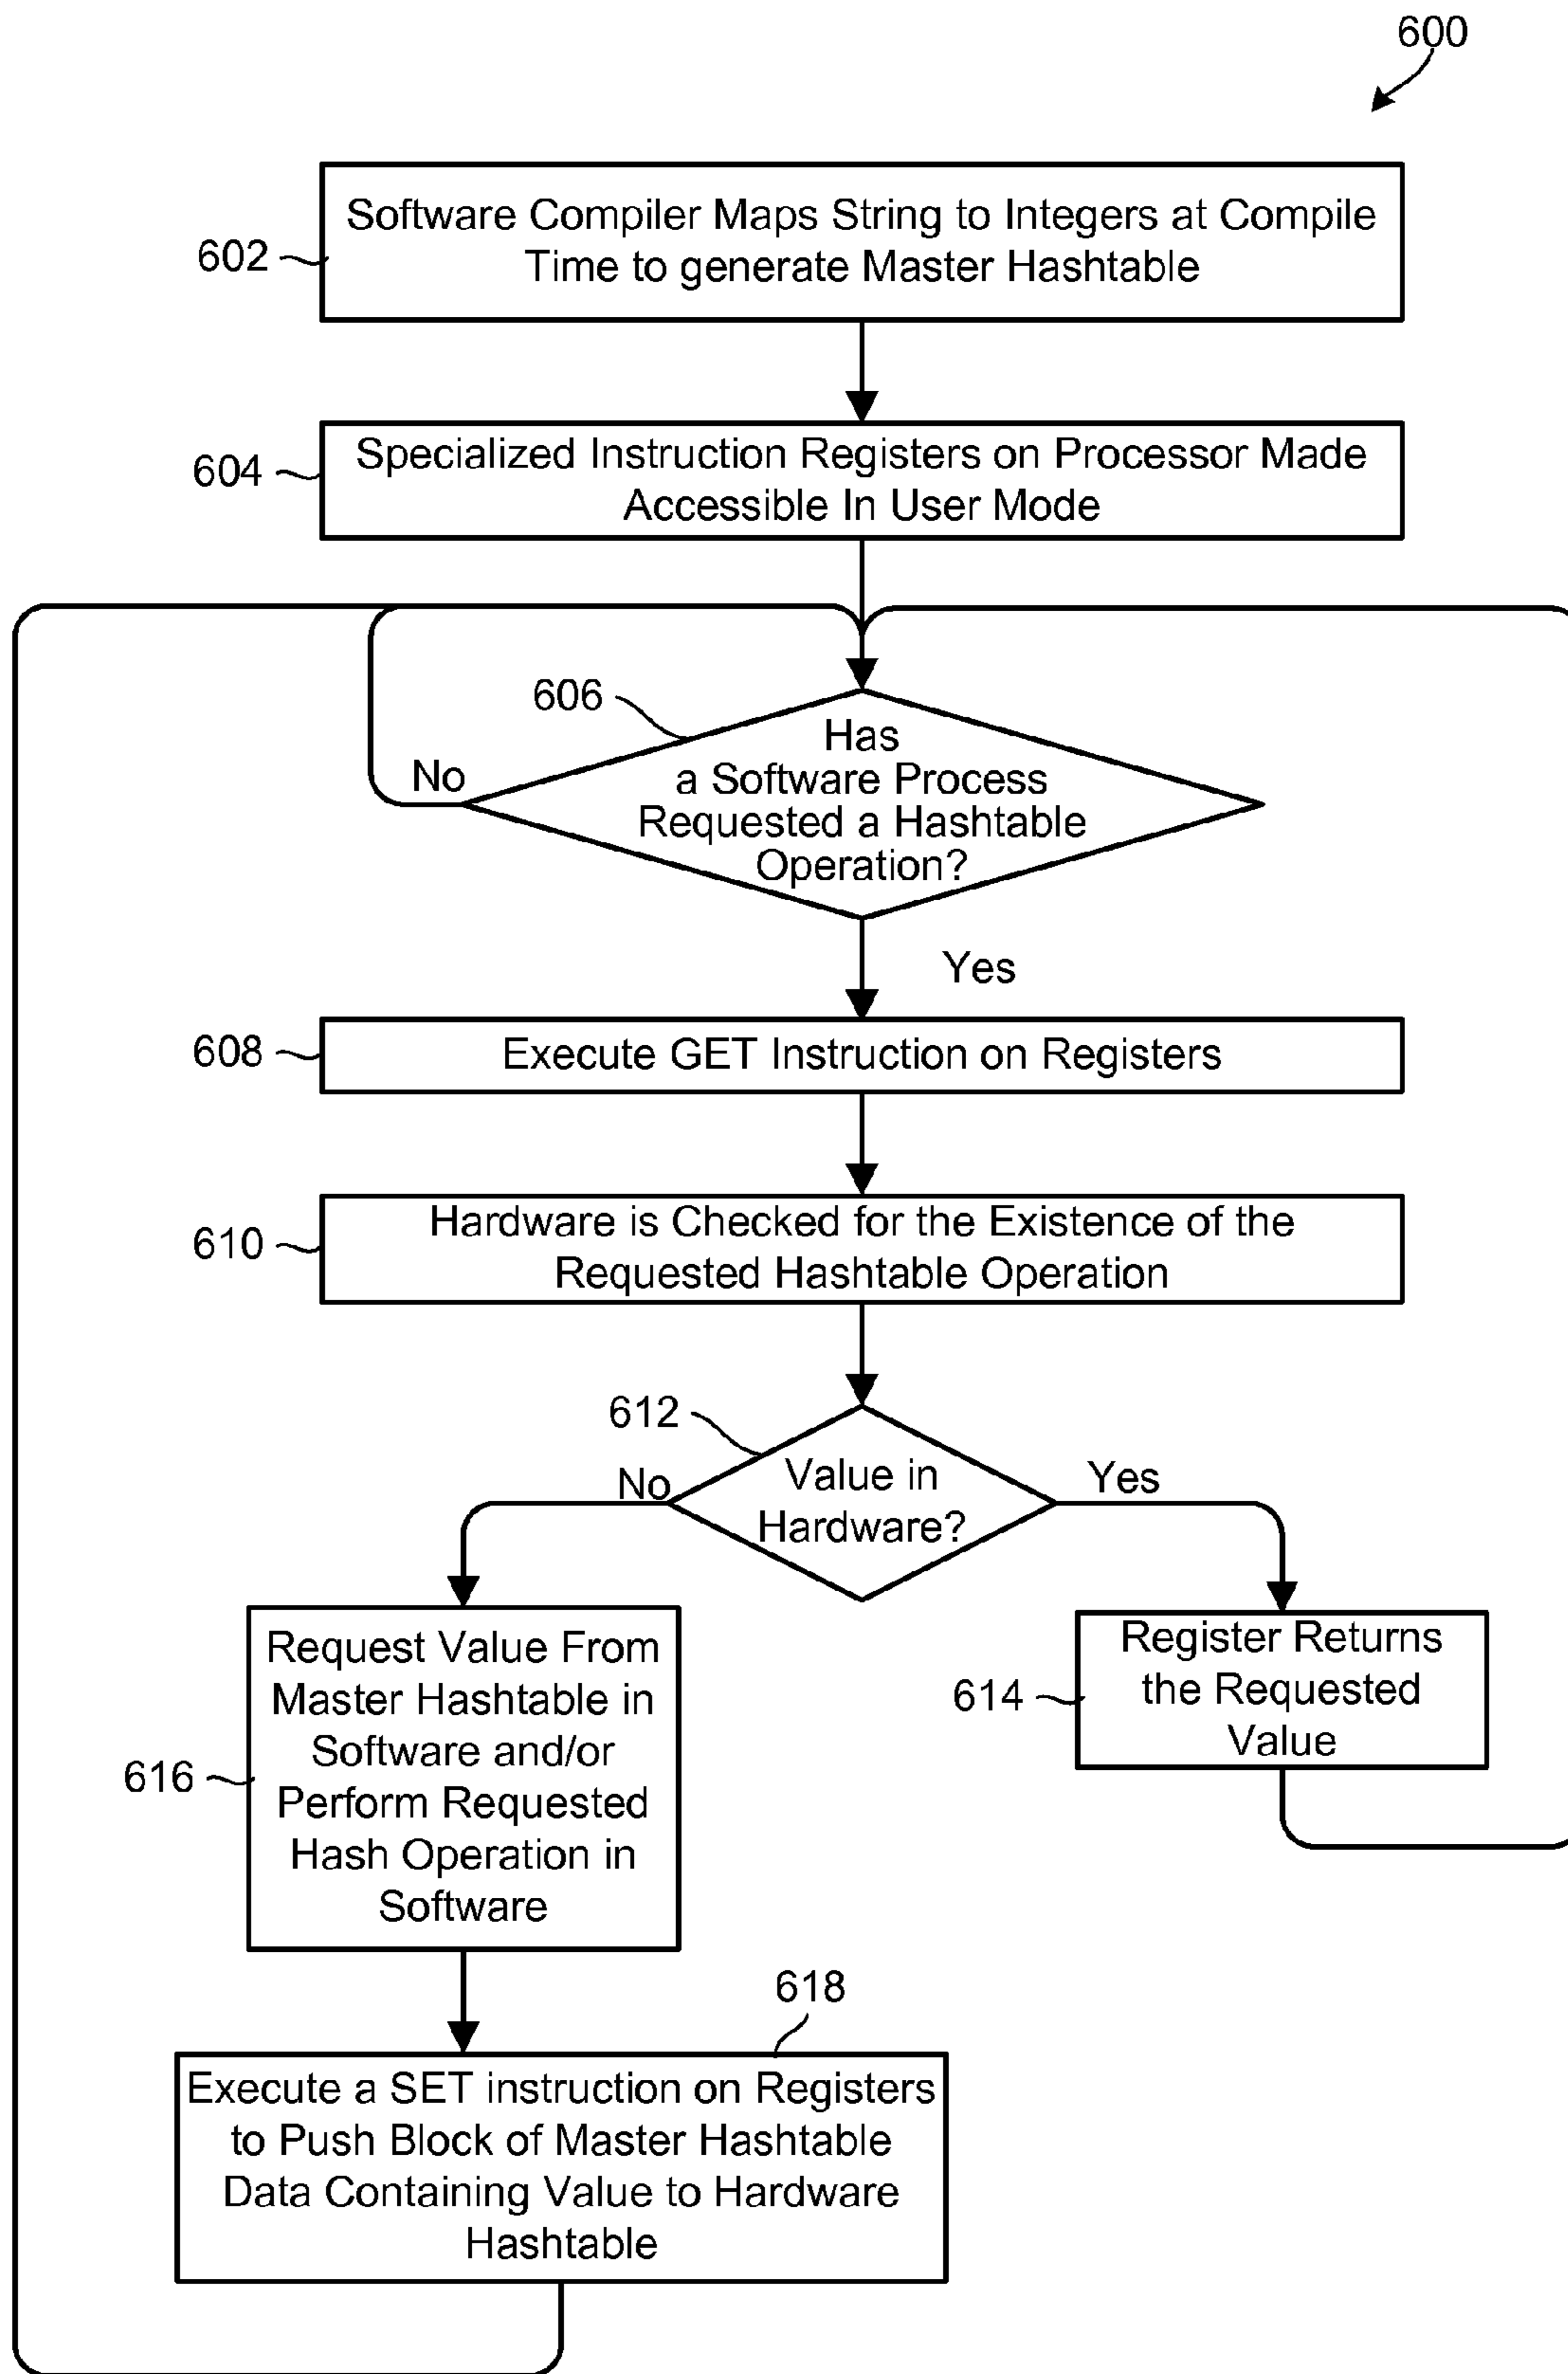 600
602
Software Compiler Maps String to Integers at Compile
Time to generate Master Hashtable
604
Specialized Instruction Registers on Processor Made
Accessible In User Mode
606
Has
a Software Process
Requested a Hashtable
Operation?
No
Yes
608
Execute GET Instruction on Registers
610
Hardware is Checked for the Existence of the
Requested Hashtable Operation
612
Value in
Hardware?
No
Yes
616
Request Value From
Master Hashtable in
Software and/or
Perform Requested
Hash Operation in
Software
614
Register Returns
the Requested
Value
618
Execute a SET instruction on Registers
to Push Block of Master Hashtable
Data Containing Value to Hardware
Hashtable